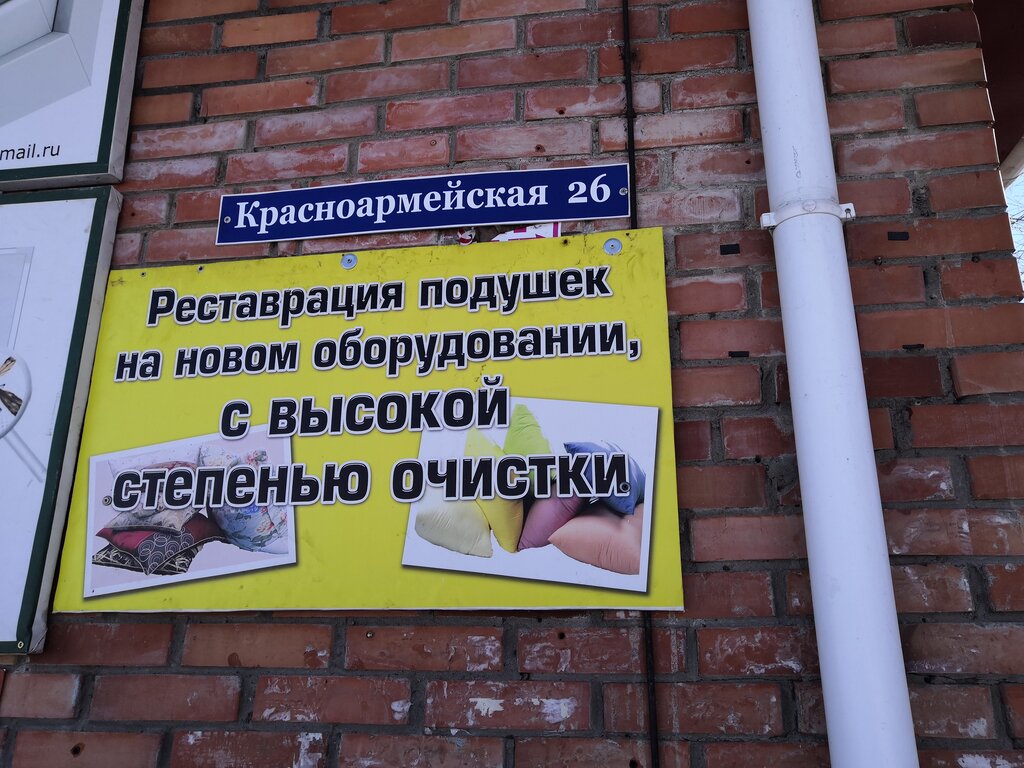 mail.ru
Красноармейская 26
Реставрация подушек
на новом оборудовании,
с высокой
степенью очистки